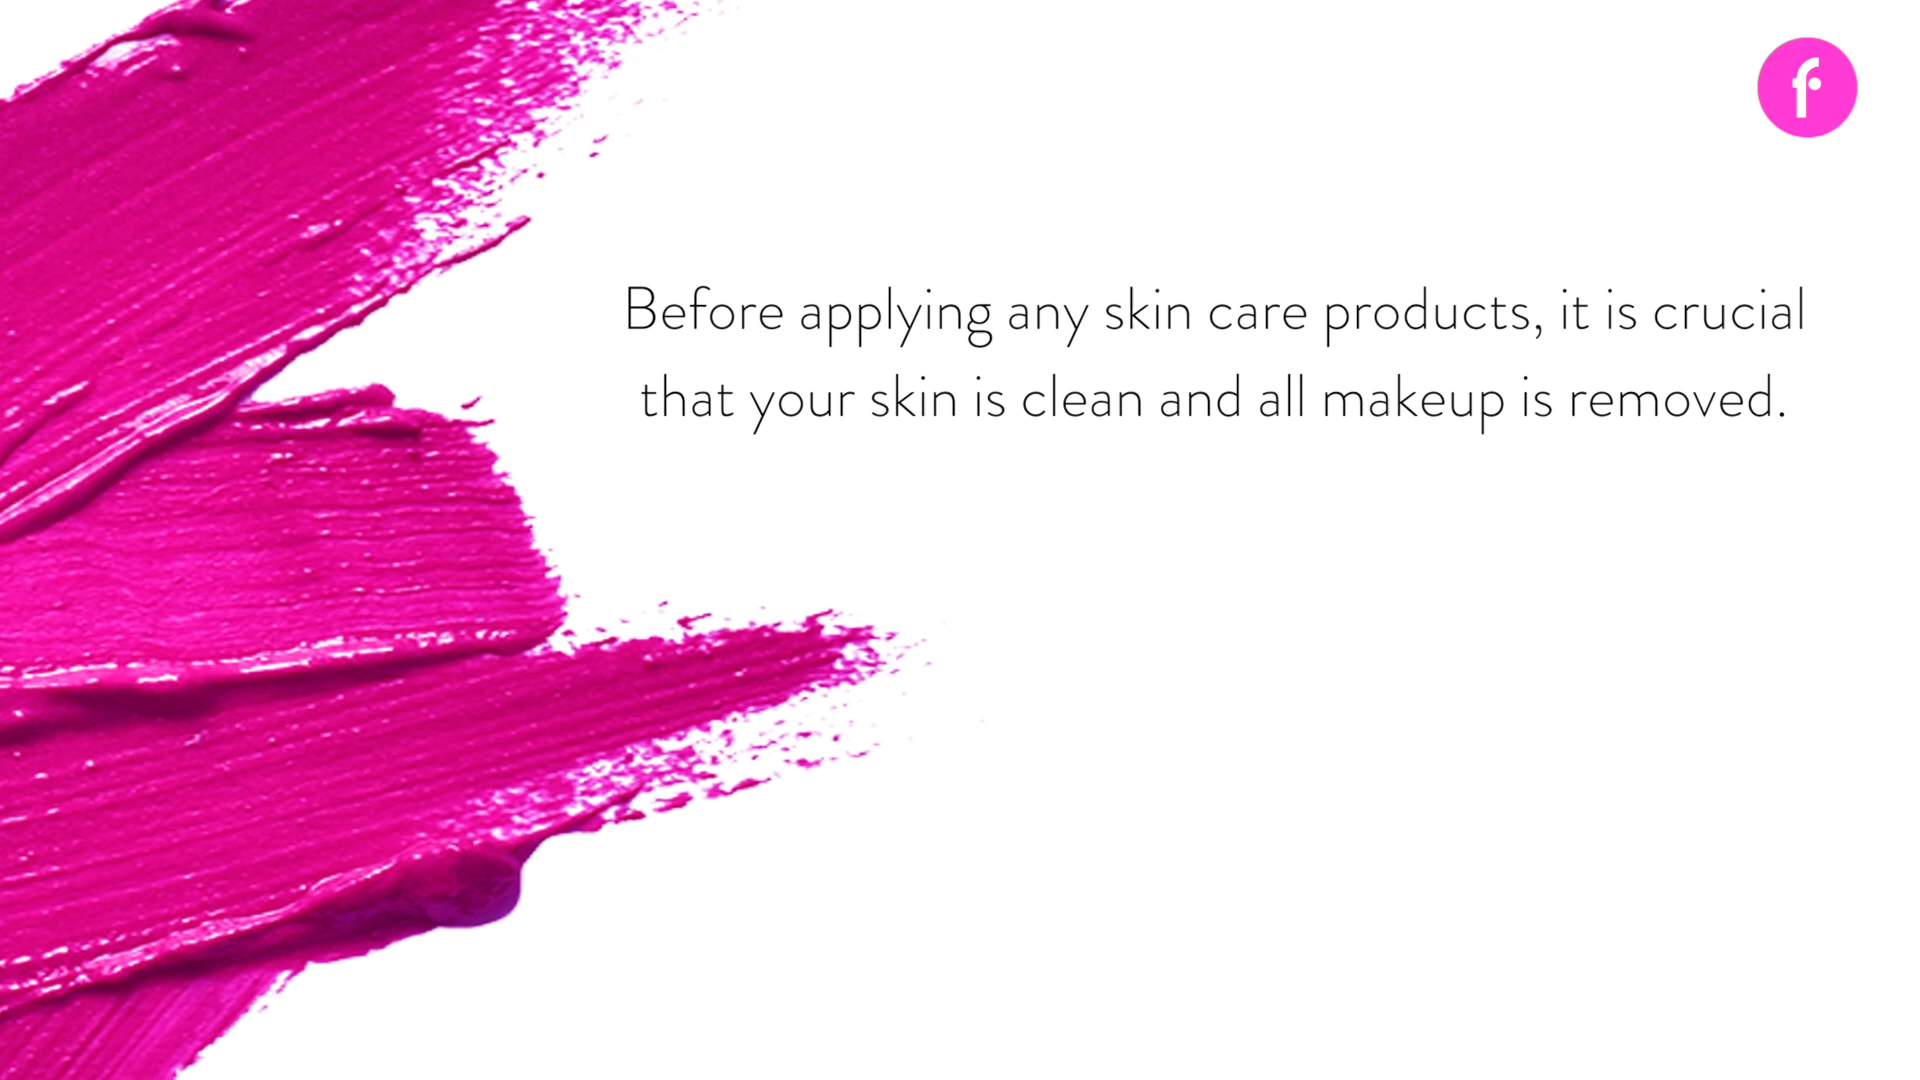 f
Before applying any skin care products, it is crucial
that your skin is clean and all makeup is removed.